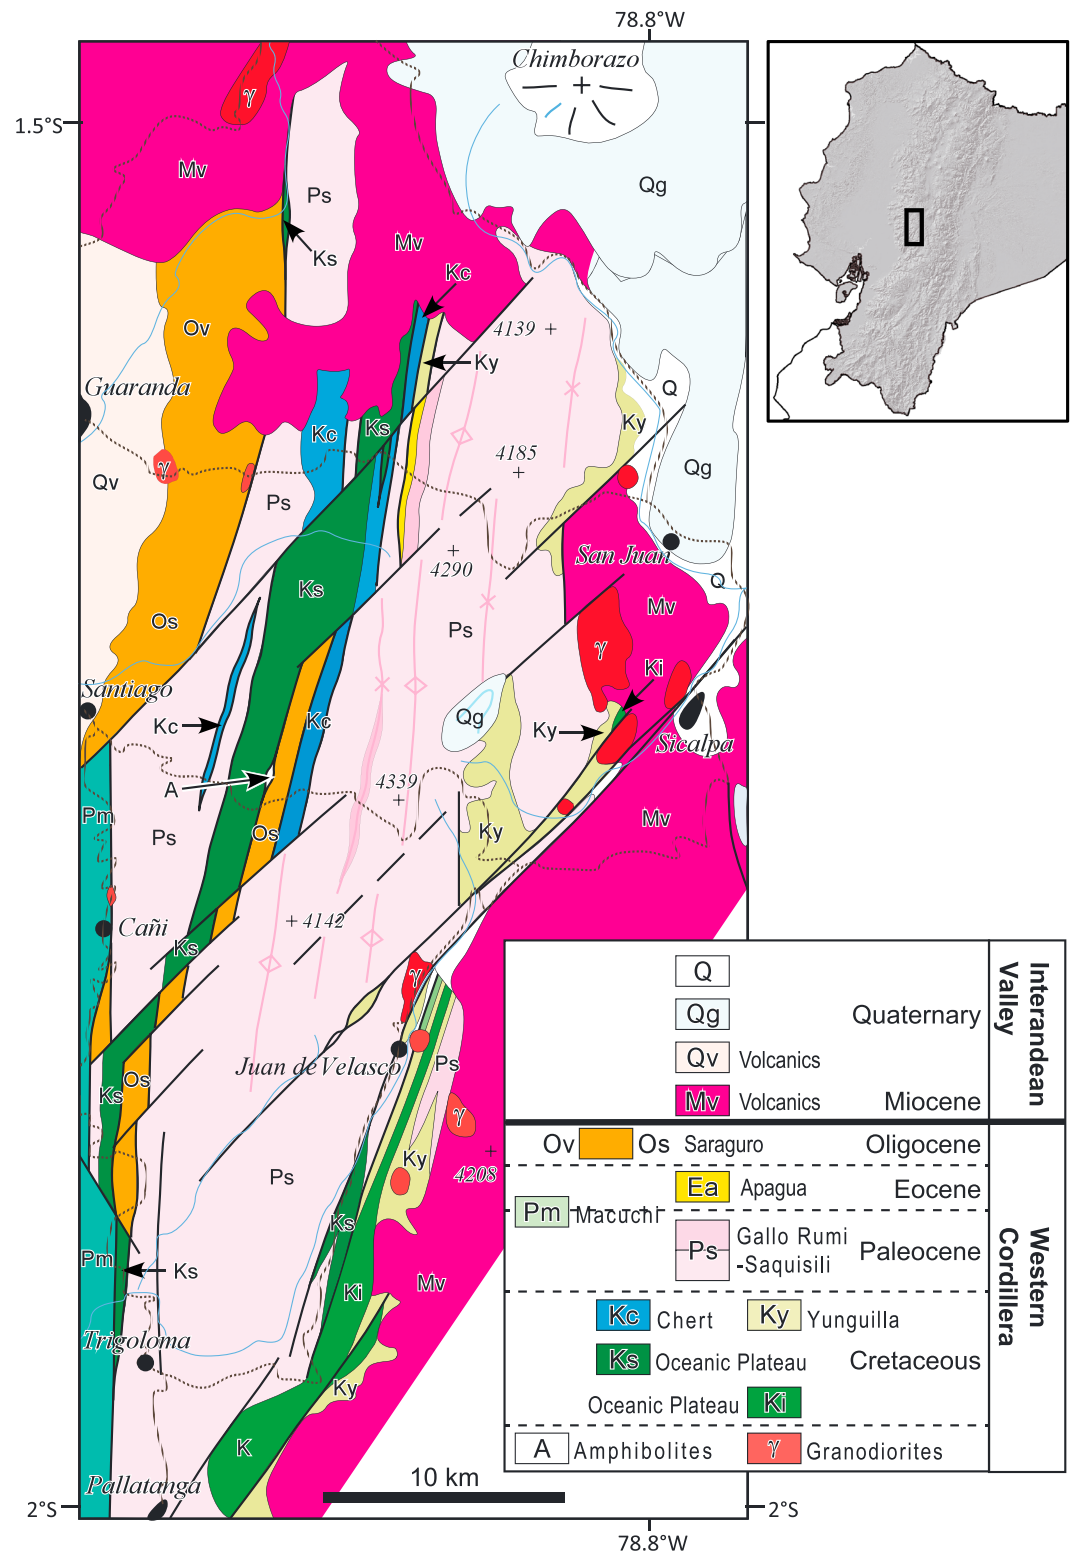 78.8°W
Chimborazo
1.5°S
γ
Mv
Ps
Qg
Ks
Mv
Kc
Ov
4139
Ky
Guaranda
Q
Kc
Ks
Ky
4185
γ
Qv
Ps
Qg
San Juan
4290
Q
Ks
Os
Ps
Mv
γ
Ki
Santiago
Kc
Kc
Qg
Ky
Sicalpa
A
4339
Pm
Ps
Os
Ky
Mv
Cañi
4142
Ks
γ
Juan de Velasco
Ps
Os
Ks
γ
Ky
4208
Ps
Ks
Pm
Ks
Ki
Mv
Trigoloma
Ky
K
Pallatanga
10 km
2°S
2°S
78.8°W
Q
Qg
Quaternary
Qv Volcanics
Mv Volcanics Miocene
Interandean
Valley
Ov Os Saraguro Oligocene
Ea Apagua Eocene
Pm Macuchi
Ps Gallo Rumi
-Saquisili
Paleocene
Kc Chert Ky Yunguilla
Ks Oceanic Plateau Cretaceous
Oceanic Plateau Ki
A Amphibolites γ Granodiorites
Western
Cordillera